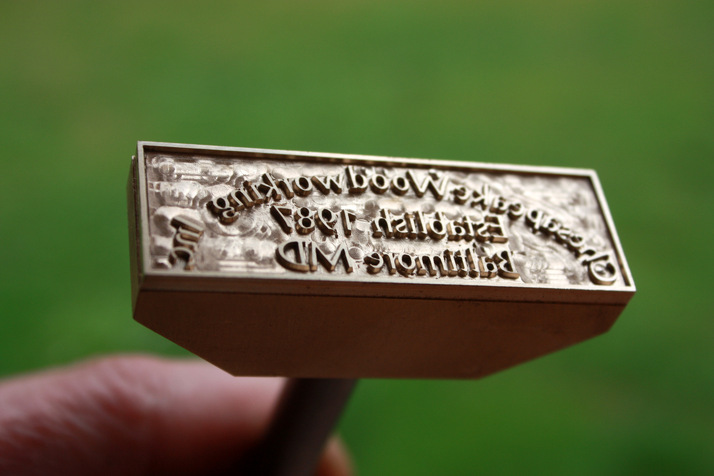 Chesapeake Woodworking Inc
Establish 1987
Baltimore MD